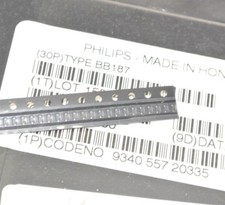 PHILIPS - MADE IN HON
(30P)TYPE BB187
(1T)LOT
(9D)DAT
(1P)CODENO 9340 557 20335